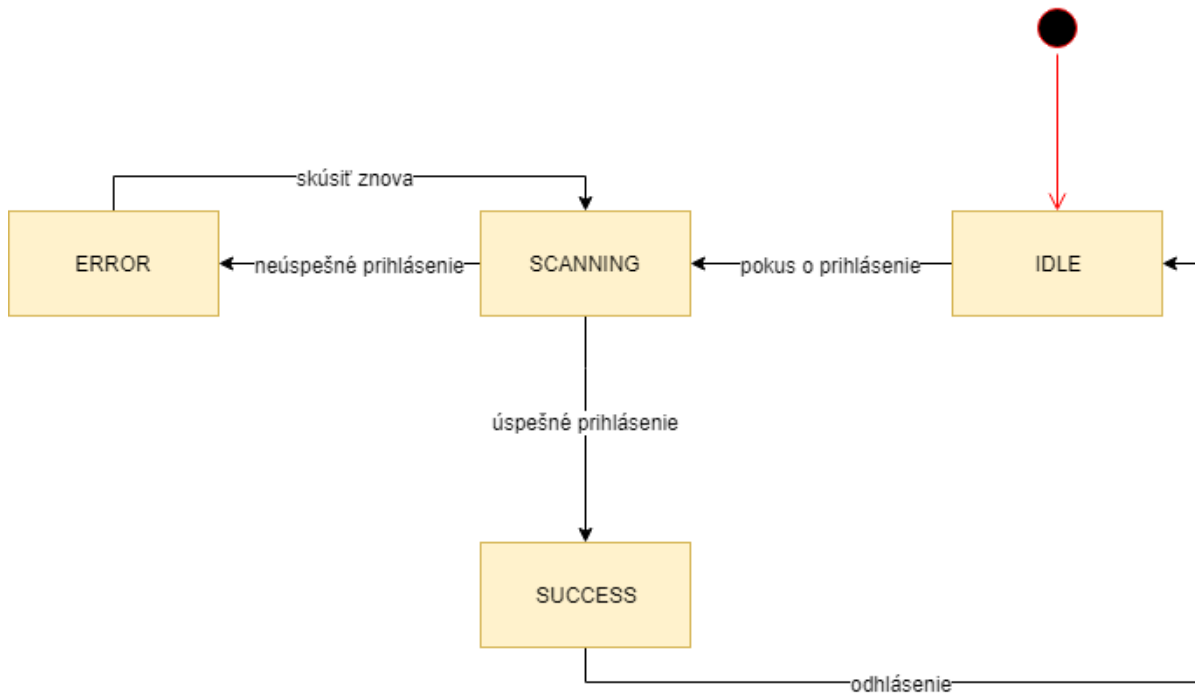 skúsiť znova
ERROR
neúspešné prihlásenie
SCANNING
pokus o prihlásenie
IDLE
úspešné prihlásenie
SUCCESS
odhlásenie